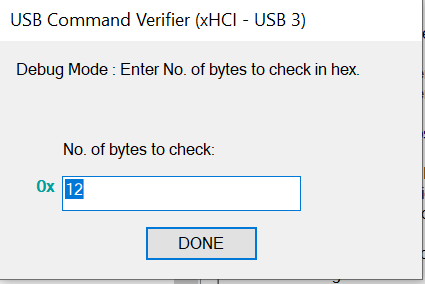 USB Command Verifier (xHCI - USB 3)
Debug Mode : Enter No. of bytes to check in hex.
No. of bytes to check:
0x 12
DONE